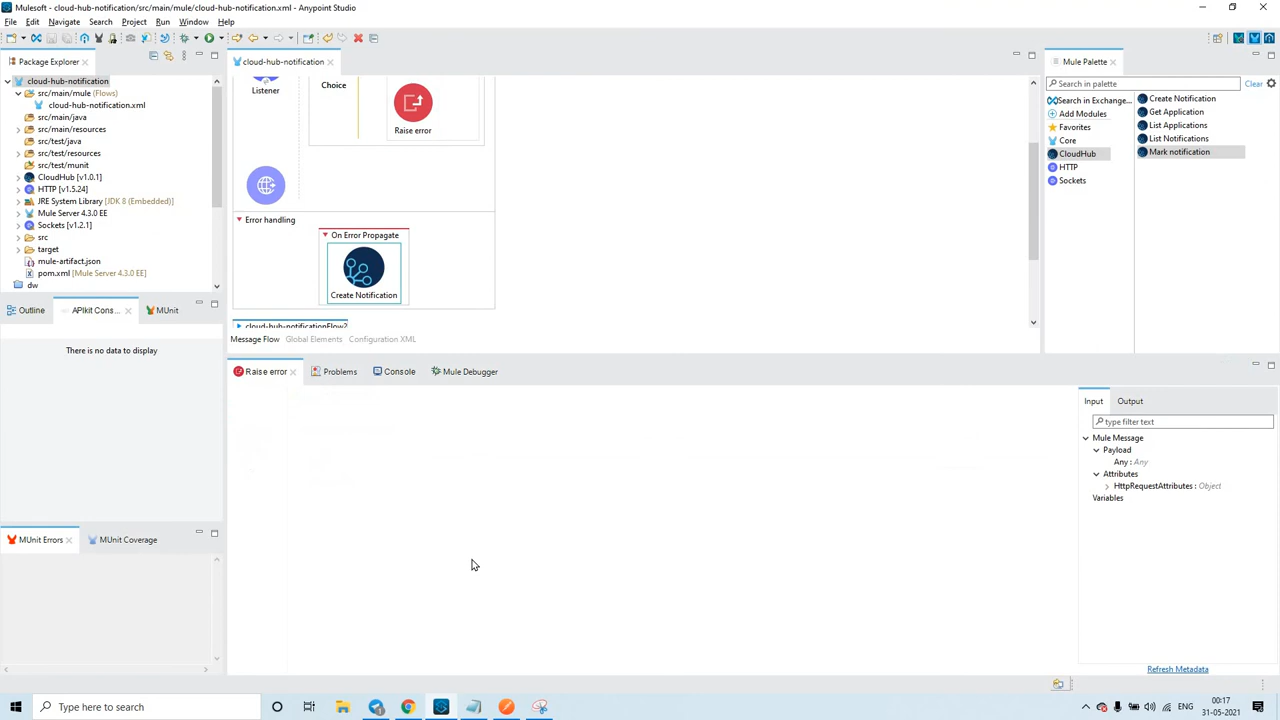 Mulesoft - cloud-hub-notification/src/main/mule/cloud-hub-notification.xml - Anypoint Studio
File Edit Navigate Search Project Run Window Help
Package Explorer
cloud-hub-notification
src/main/mule (Flows)
cloud-hub-notification.xml
src/main/java
src/main/resources
src/test/java
src/test/resources
src/test/munit
CloudHub [v1.0.1]
HTTP [v1.5.24]
JRE System Library [JDK 8 (Embedded)]
Mule Server 4.3.0 EE
Sockets [v1.2.1]
src
target
mule-artifact.json
pom.xml [Mule Server 4.3.0 EE]
dw
Outline APIkit Cons... MUnit
There is no data to display
MUnit Errors MUnit Coverage
cloud-hub-notification
Listener
Choice
Raise error
Error handling
On Error Propagate
Create Notification
cloud-hub-notificationFlow2
Message Flow Global Elements Configuration XML
Mule Palette
Search in palette Clear
Search in Exchange...
Add Modules
Favorites
Core
CloudHub
HTTP
Sockets
Create Notification
Get Application
List Applications
List Notifications
Mark notification
Raise error Problems Console Mule Debugger
Input Output
type filter text
Mule Message
Payload
Any : Any
Attributes
HttpRequestAttributes : Object
Variables
Refresh Metadata
Type here to search
ENG
00:17
31-05-2021